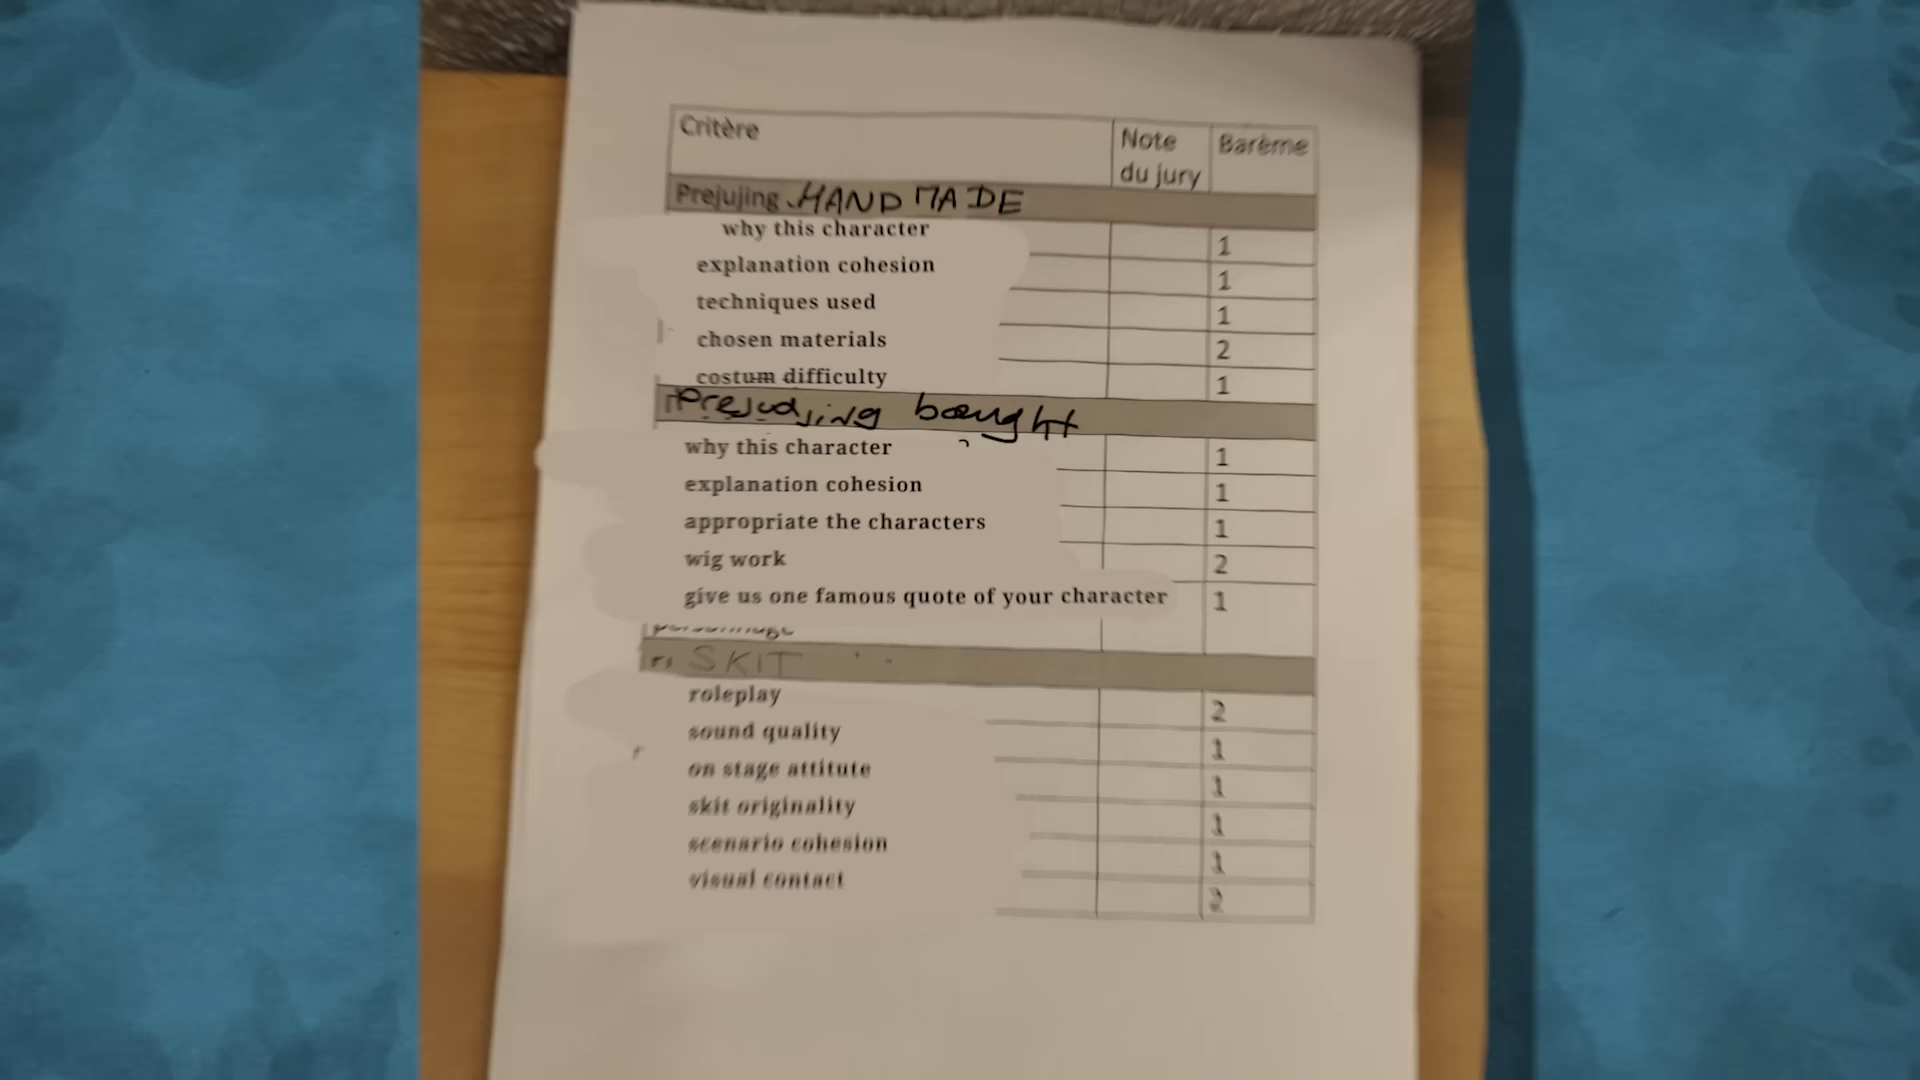 Critère Note du jury Barème
Prejujing HANDMADE
why this character 1
explanation cohesion 1
techniques used 1
chosen materials 2
costum difficulty 1
Prejudjing bought
why this character 1
explanation cohesion 1
appropriate the characters 1
wig work 2
give us one famous quote of your character 1
SKIT
roleplay 2
sound quality 1
on stage attitute 1
skit originality 1
scenario cohesion 1
visual contact 2